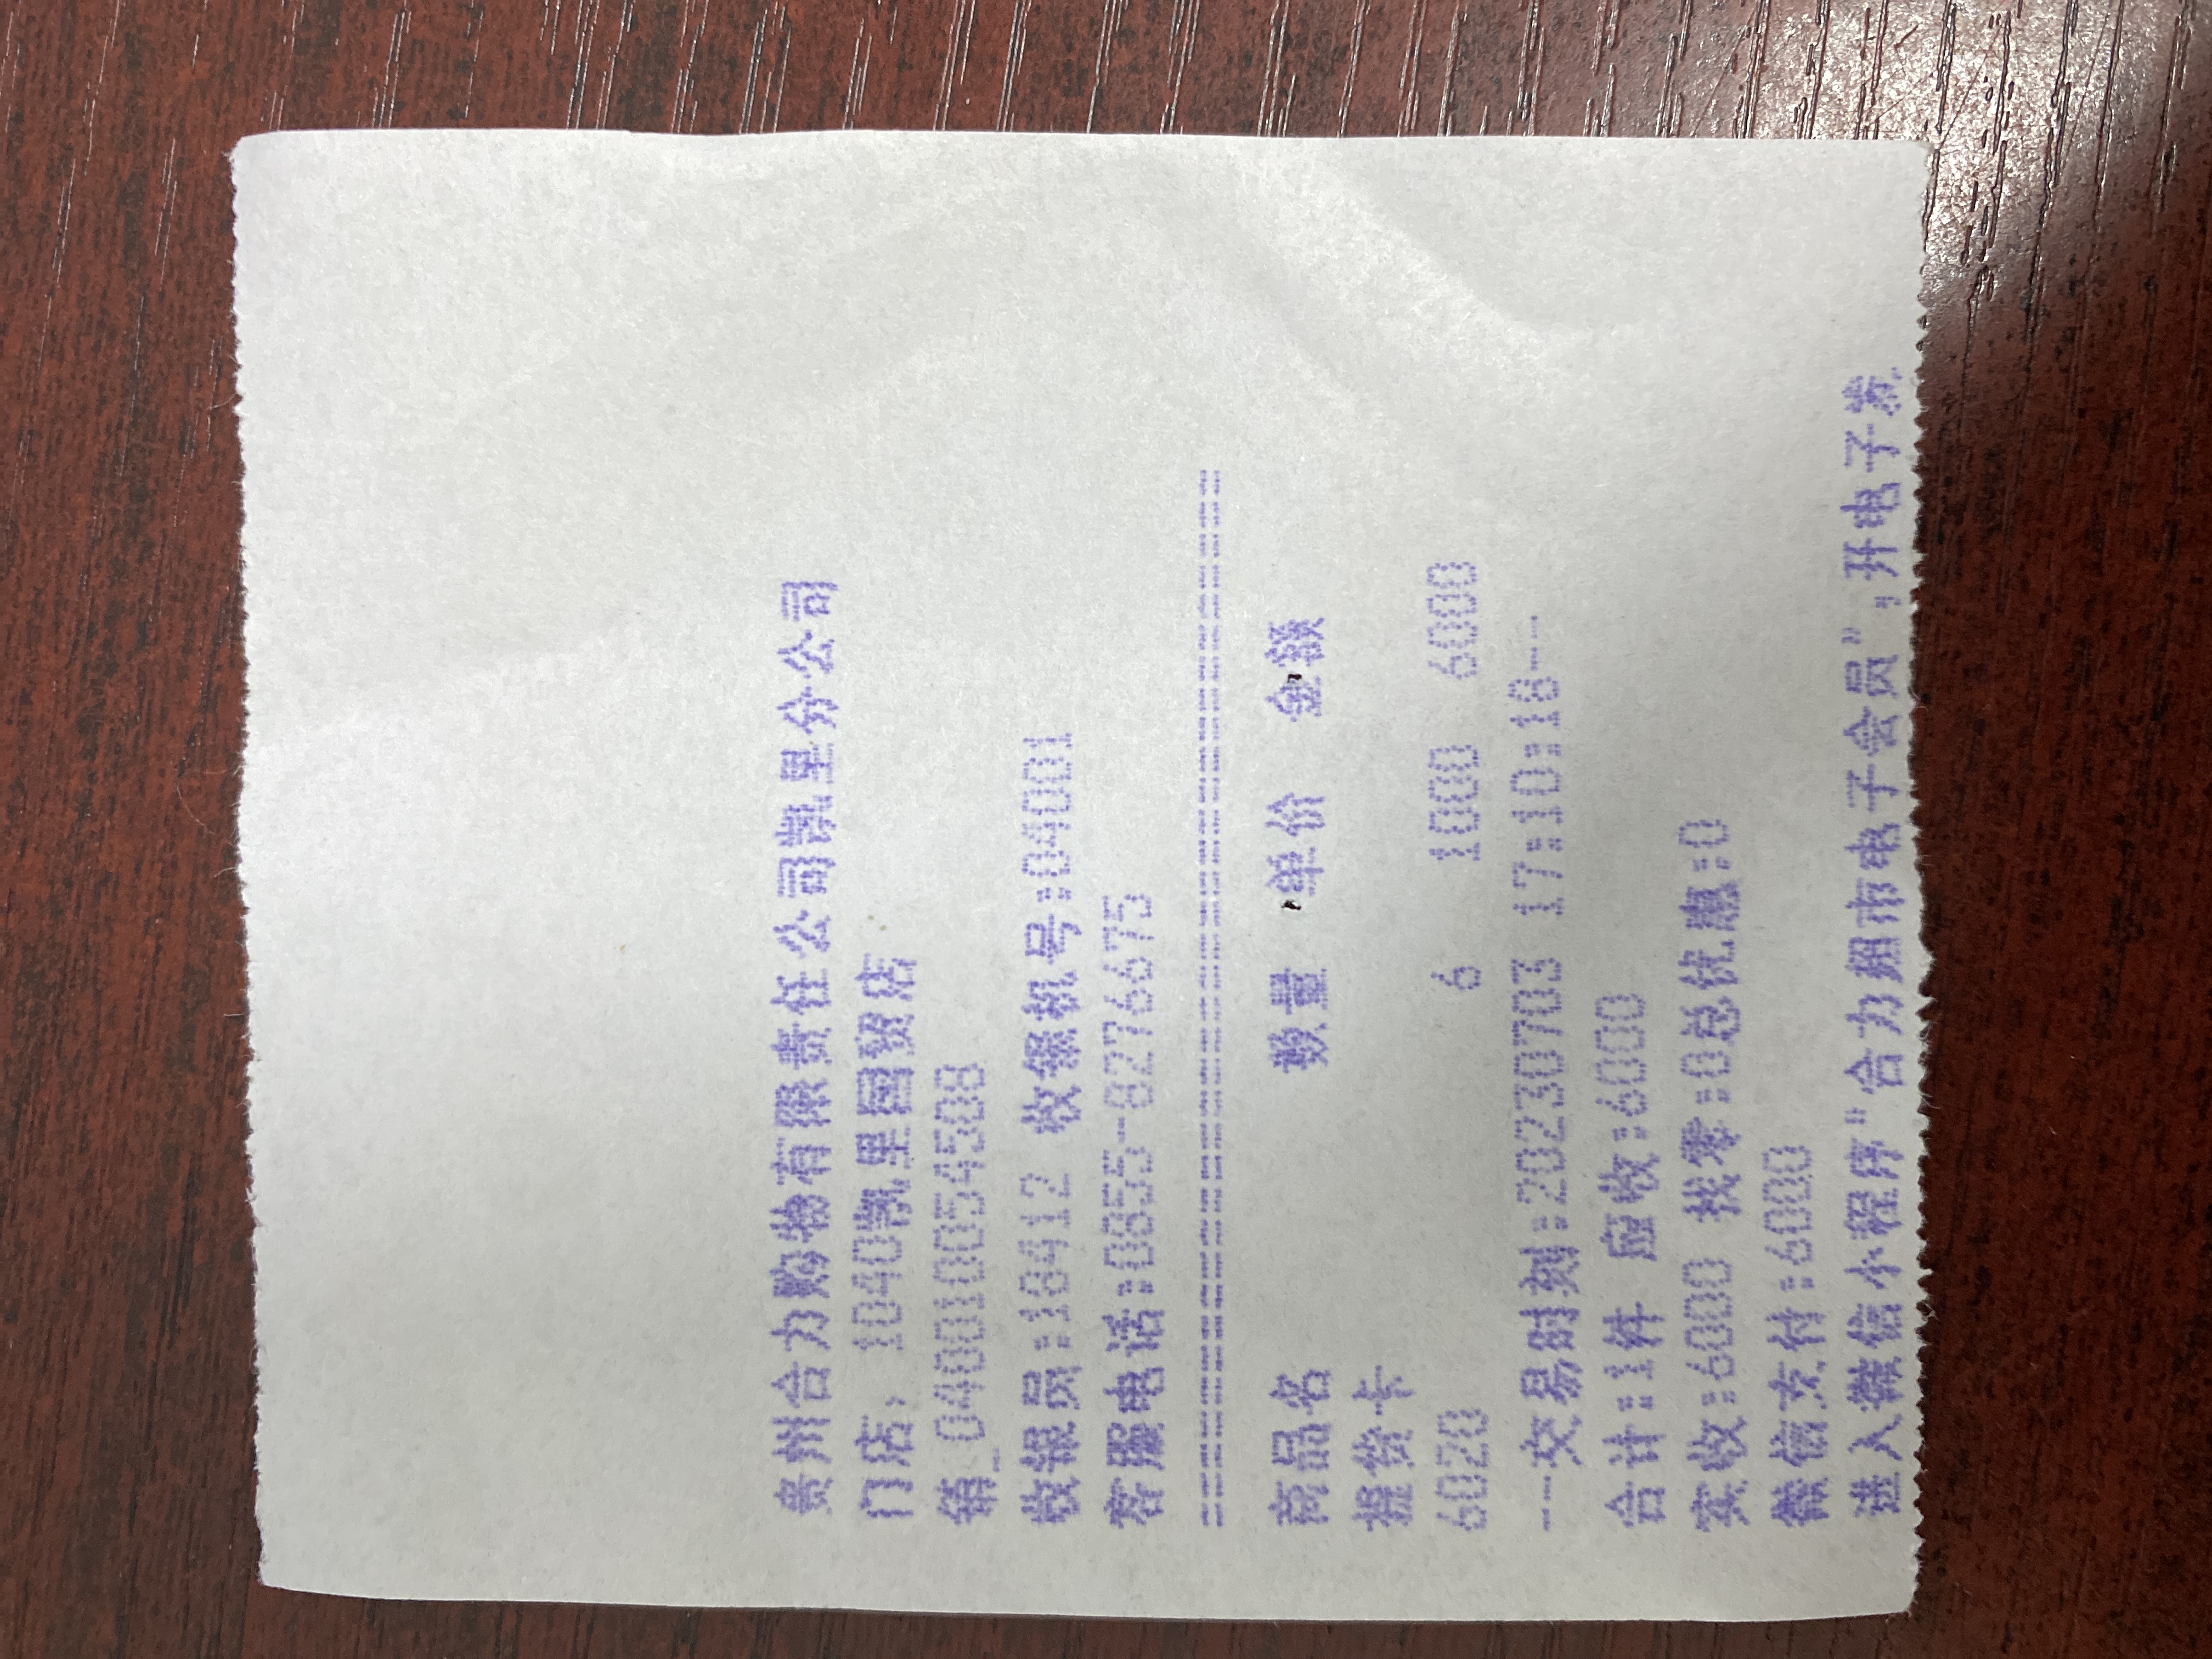 贵州合力购物有限责任公司凯里分公司
门店: 1040凯里国贸店
销_040010054508
收银员:18412 收银机号:04001
客服电话:0855-8276675
================================
商品名 数量 单价 金额
提货卡
6020 6 1000 6000
--交易时刻:20230703 17:10:18--
合计:1件 应收:6000
实收:6000 找零:0总优惠:0
微信支付:6000
进入微信小程序"合力超市电子会员",开电子发